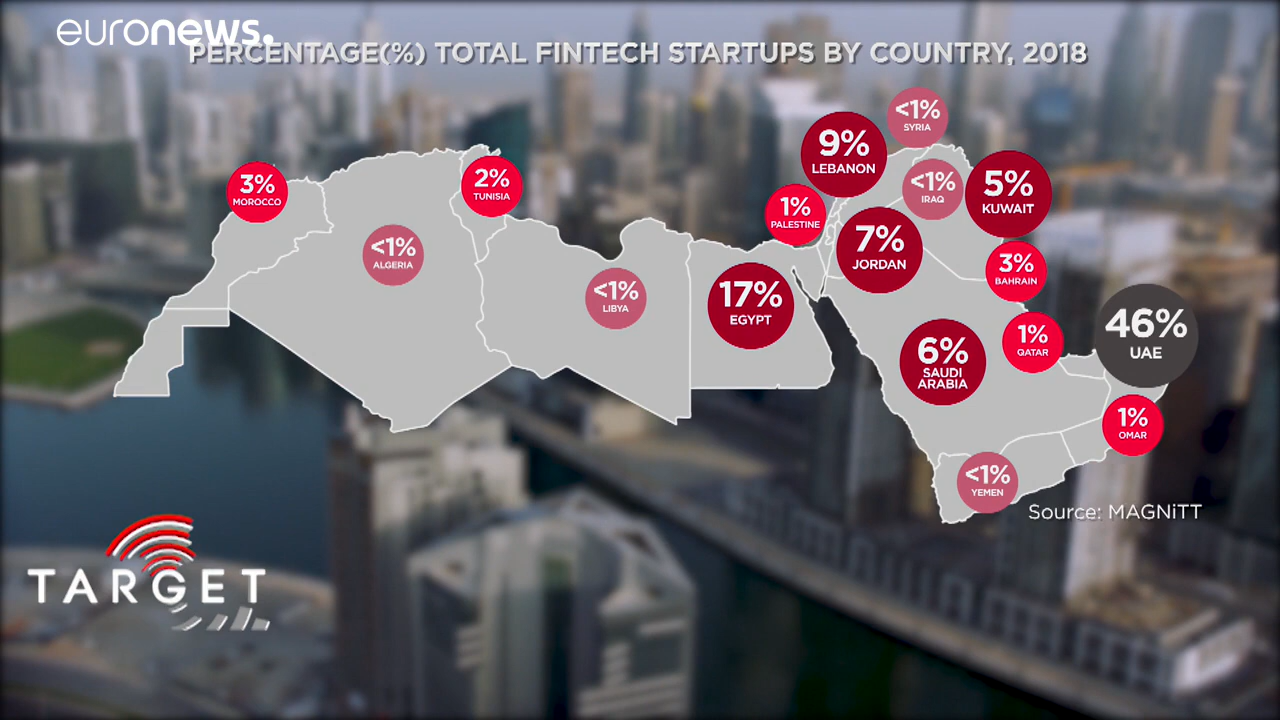 euronews.
PERCENTAGE(%) TOTAL FINTECH STARTUPS BY COUNTRY, 2018
<1%
SYRIA
9%
LEBANON
3%
MOROCCO
2%
TUNISIA
<1%
IRAQ
5%
KUWAIT
1%
PALESTINE
<1%
ALGERIA
7%
JORDAN
3%
BAHRAIN
<1%
LIBYA
17%
EGYPT
46%
UAE
6%
SAUDI
ARABIA
1%
QATAR
1%
OMAR
<1%
YEMEN
Source: MAGNiTT
TARGET